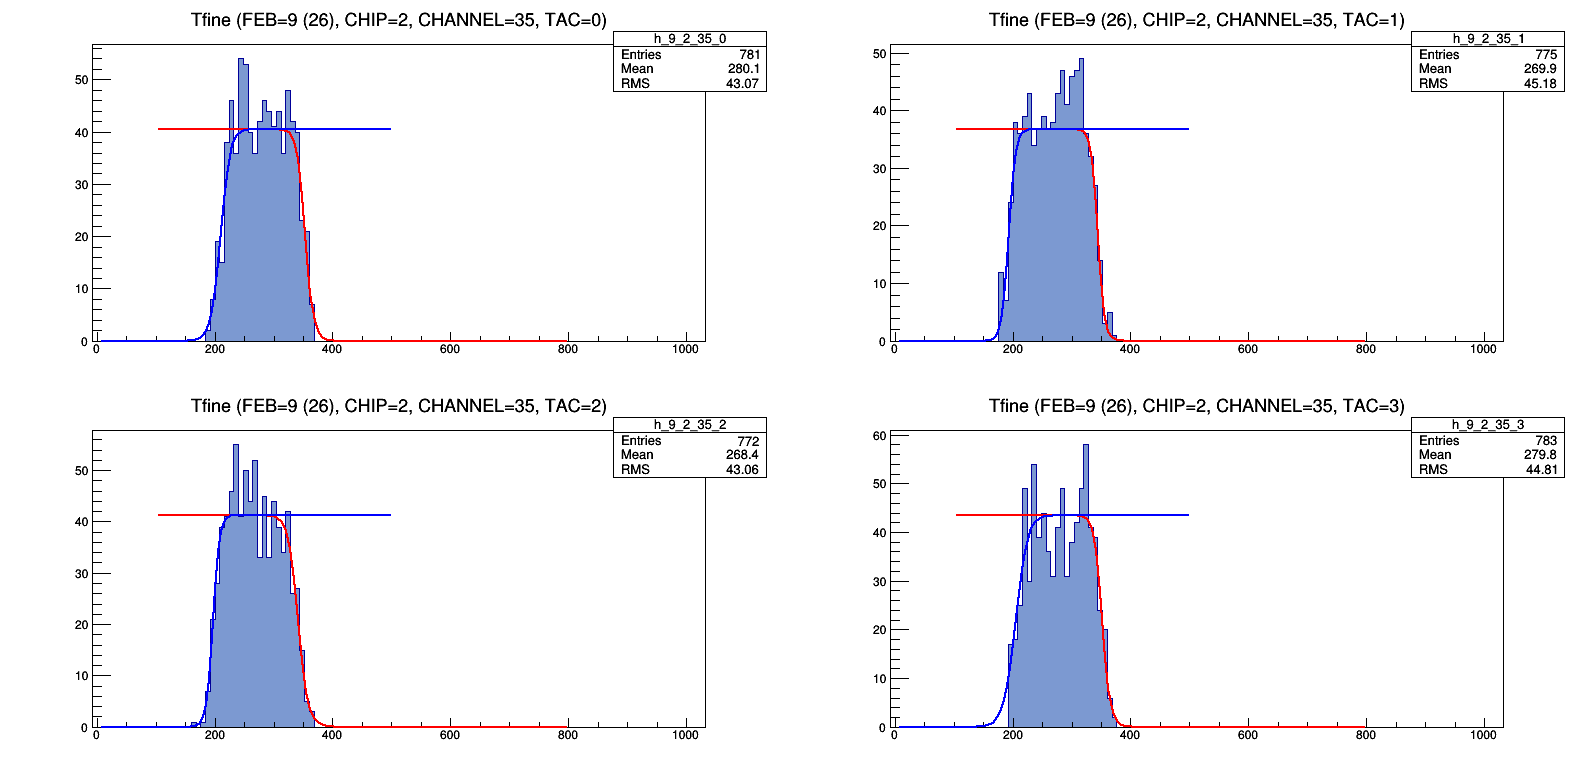 Tfine (FEB=9 (26), CHIP=2, CHANNEL=35, TAC=0)
h_9_2_35_0
Entries 781
Mean 280.1
RMS 43.07
50
40
30
20
10
0
0 200 400 600 800 1000
Tfine (FEB=9 (26), CHIP=2, CHANNEL=35, TAC=1)
h_9_2_35_1
Entries 775
Mean 269.9
RMS 45.18
50
40
30
20
10
0
0 200 400 600 800 1000
Tfine (FEB=9 (26), CHIP=2, CHANNEL=35, TAC=2)
h_9_2_35_2
Entries 772
Mean 268.4
RMS 43.06
50
40
30
20
10
0
0 200 400 600 800 1000
Tfine (FEB=9 (26), CHIP=2, CHANNEL=35, TAC=3)
h_9_2_35_3
Entries 783
Mean 279.8
RMS 44.81
60
50
40
30
20
10
0
0 200 400 600 800 1000